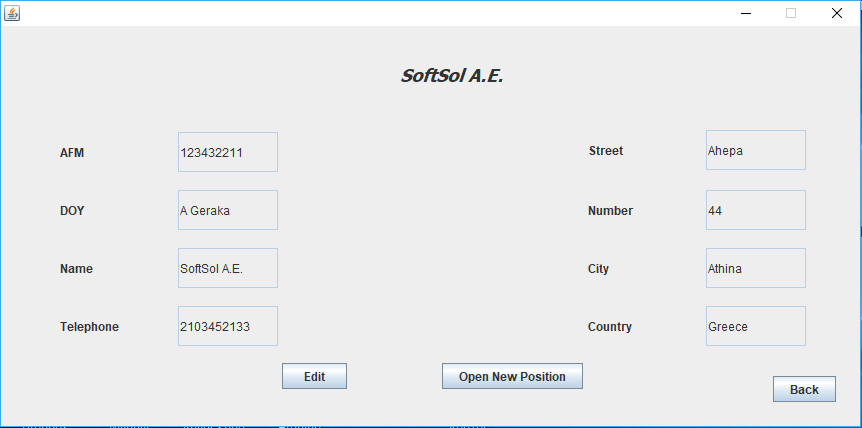 SoftSol A.E.
AFM 123432211 Street Ahepa
DOY A Geraka Number 44
Name SoftSol A.E. City Athina
Telephone 2103452133 Country Greece
Edit Open New Position Back